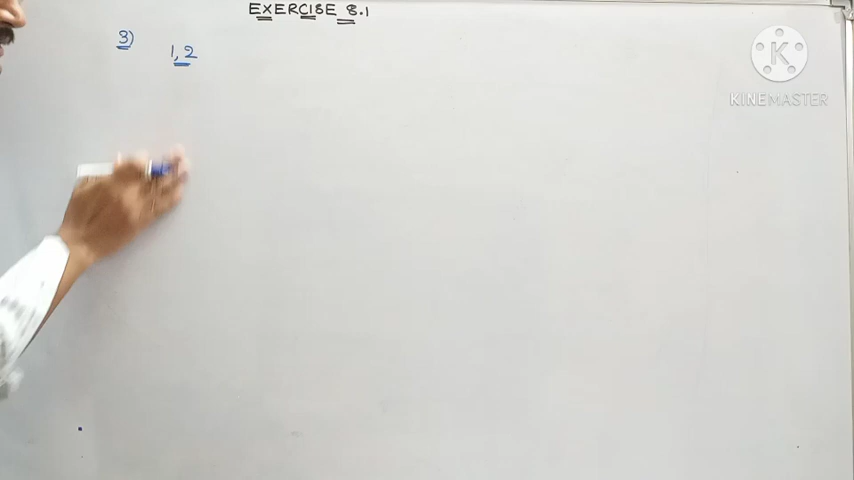 EXERCISE 8.1
3)
1, 2
K
KINEMASTER